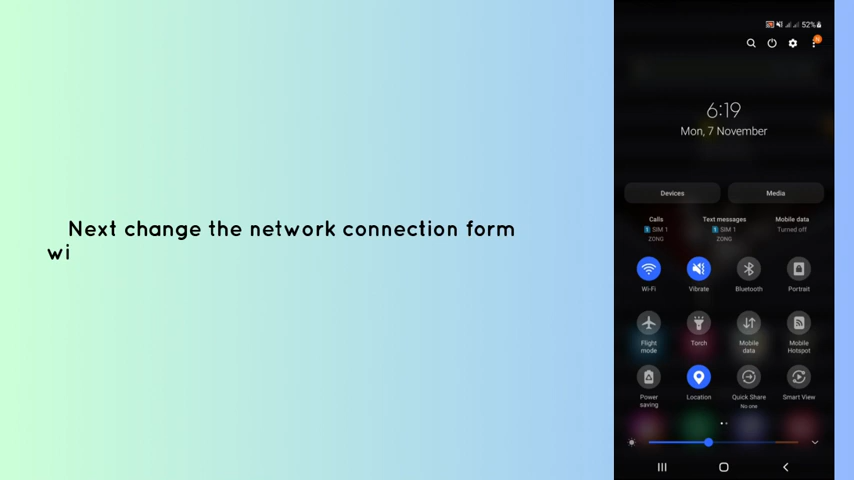 Next change the network connection form
wi
52%
N
6:19
Mon, 7 November
Devices
Media
Calls
1 SIM 1
ZONG
Text messages
1 SIM 1
ZONG
Mobile data
Turned off
Wi-Fi
Vibrate
Bluetooth
Portrait
Flight
mode
Torch
Mobile
data
Mobile
Hotspot
Power
saving
Location
Quick Share
No one
Smart View